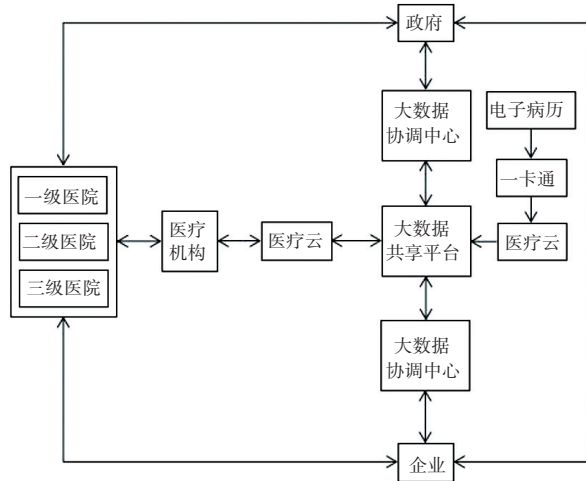 政府
大数据
协调中心
电子病历
一卡通
一级医院
二级医院
三级医院
医疗
机构
医疗云
大数据
共享平台
医疗云
大数据
协调中心
企业